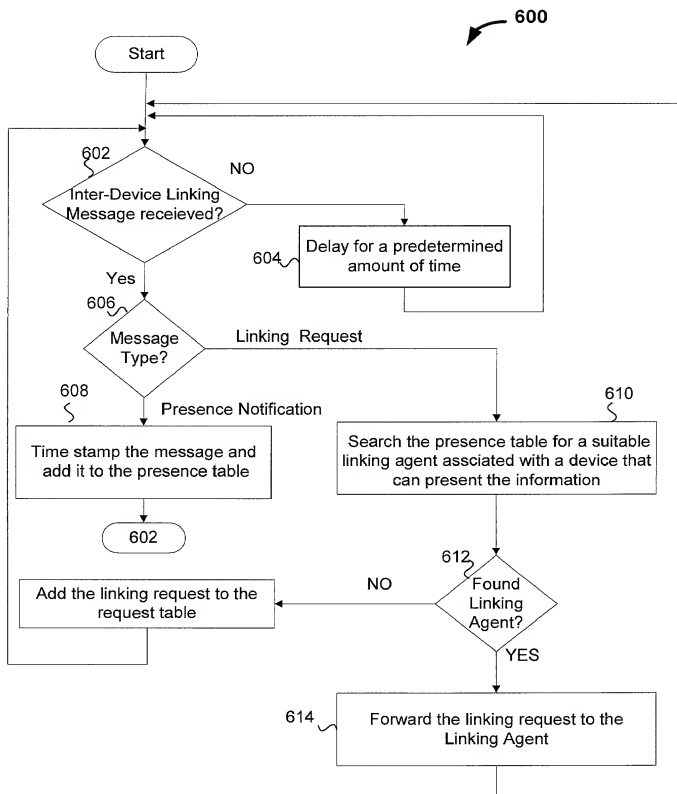 600
Start
602
NO
Inter-Device Linking
Message receieved?
604
Delay for a predetermined
amount of time
Yes
606
Message
Type?
Linking Request
608
Presence Notification
610
Time stamp the message and
add it to the presence table
Search the presence table for a suitable
linking agent assciated with a device that
can present the information
602
612
Found
Linking
Agent?
NO
Add the linking request to the
request table
YES
614
Forward the linking request to the
Linking Agent